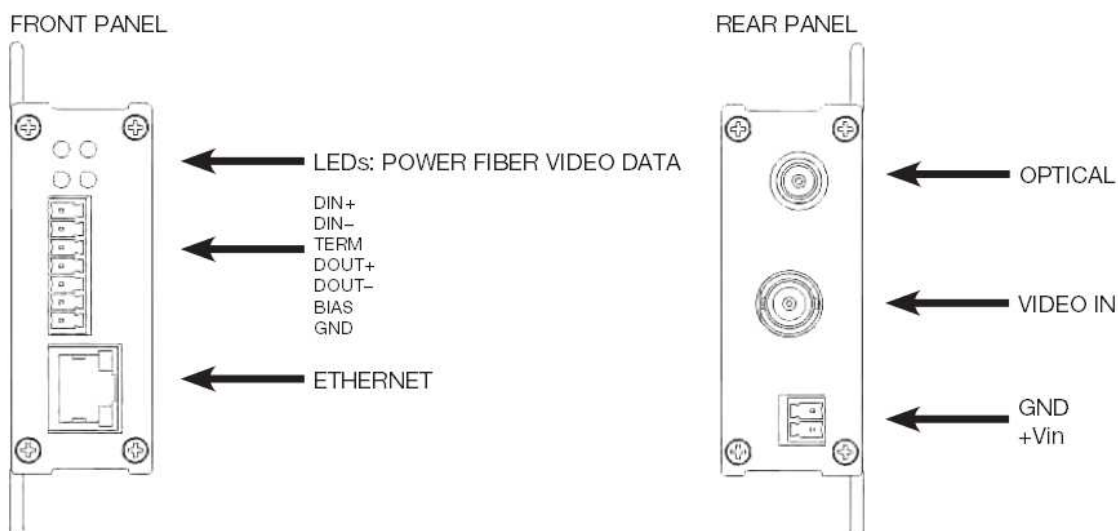 FRONT PANEL
LEDs: POWER FIBER VIDEO DATA
DIN+
DIN–
TERM
DOUT+
DOUT–
BIAS
GND
ETHERNET
REAR PANEL
OPTICAL
VIDEO IN
GND
+Vin